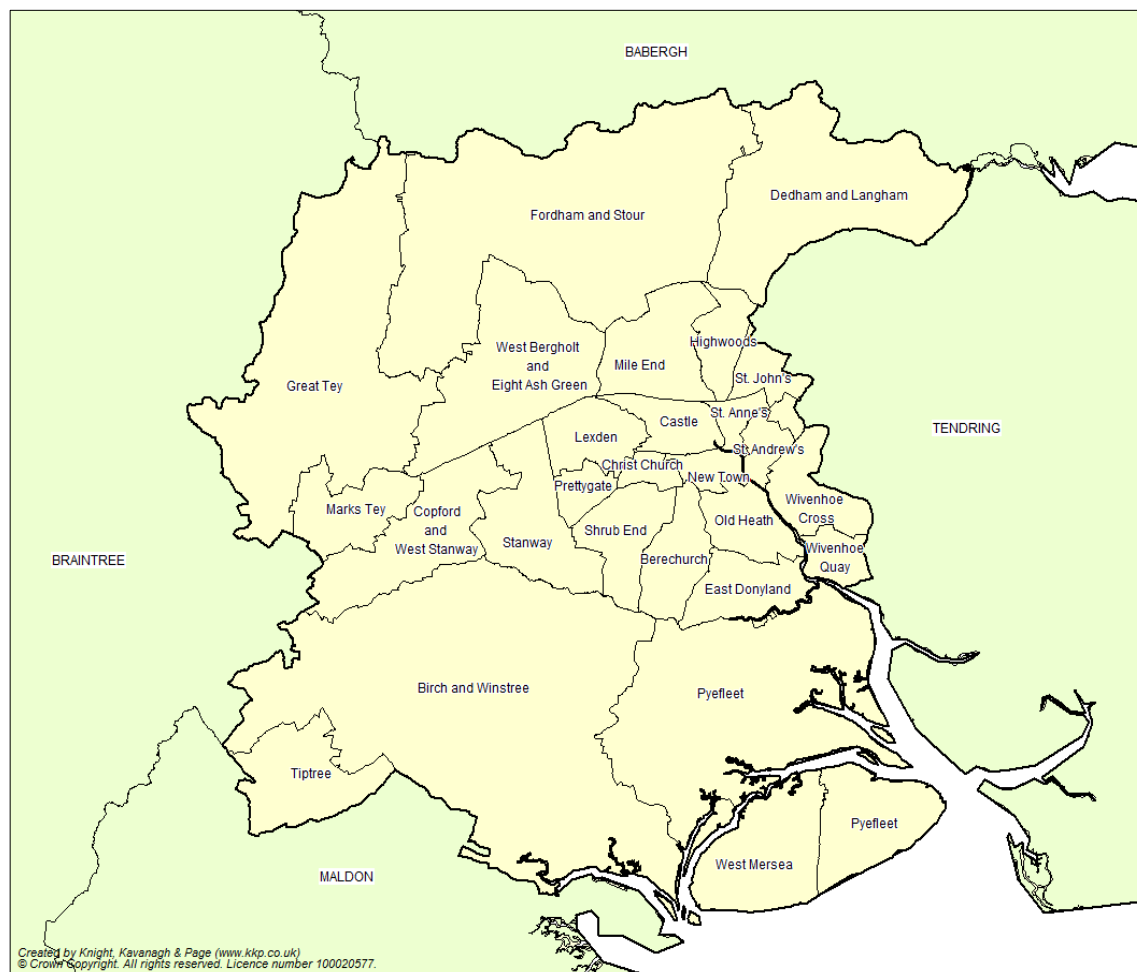 BABERGH
Dedham and Langham
Fordham and Stour
Highwoods
West Bergholt
and
Eight Ash Green
Mile End
St. John's
Great Tey
St. Anne's
Castle
TENDRING
Lexden
St. Andrew's
Christ Church
New Town
Prettygate
Wivenhoe
Cross
Marks Tey
Copford
and
West Stanway
Old Heath
Shrub End
Stanway
Wivenhoe
Quay
BRAINTREE
Berechurch
East Donyland
Birch and Winstree
Pyefleet
Tiptree
Pyefleet
West Mersea
MALDON
Created by Knight, Kavanagh & Page (www.kkp.co.uk)
© Crown Copyright. All rights reserved. Licence number 100020577.